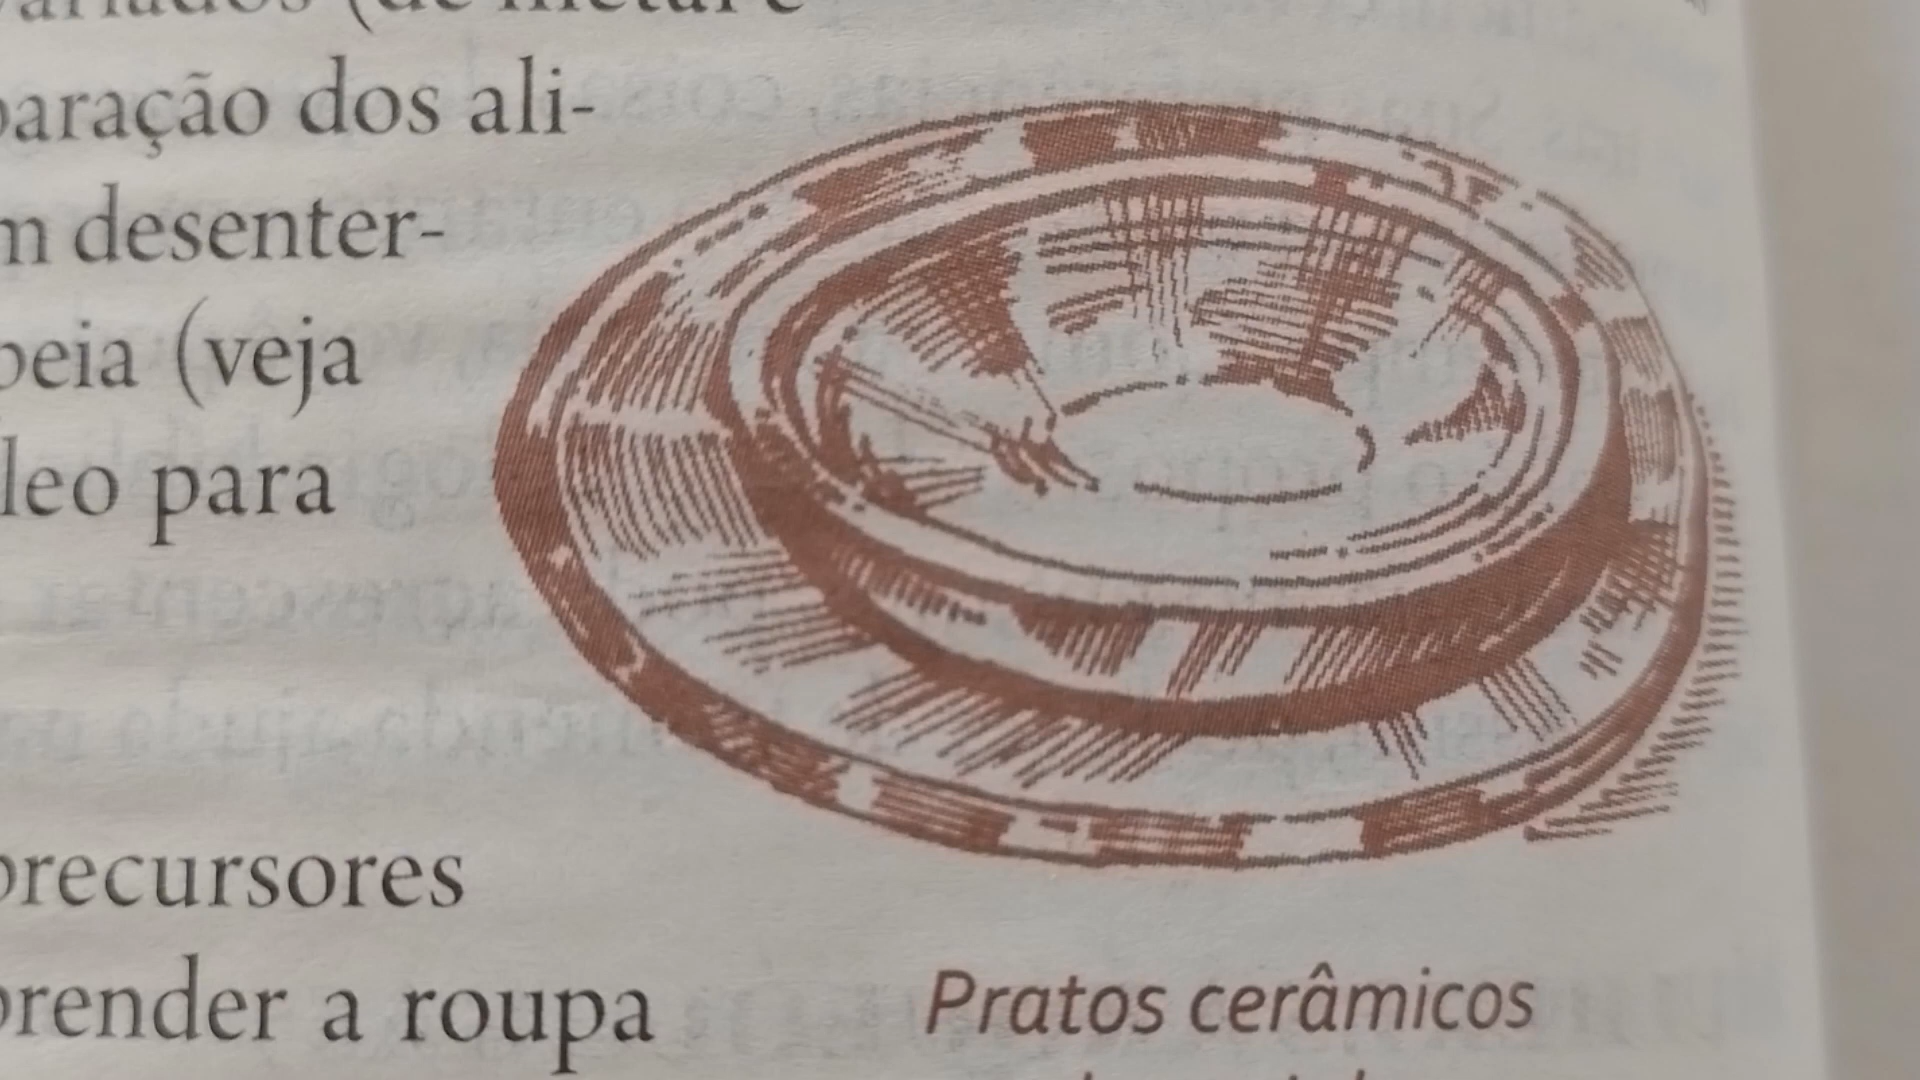 paração dos ali-
m desenter-
peia (veja
leo para
precursores
prender a roupa
Pratos cerâmicos